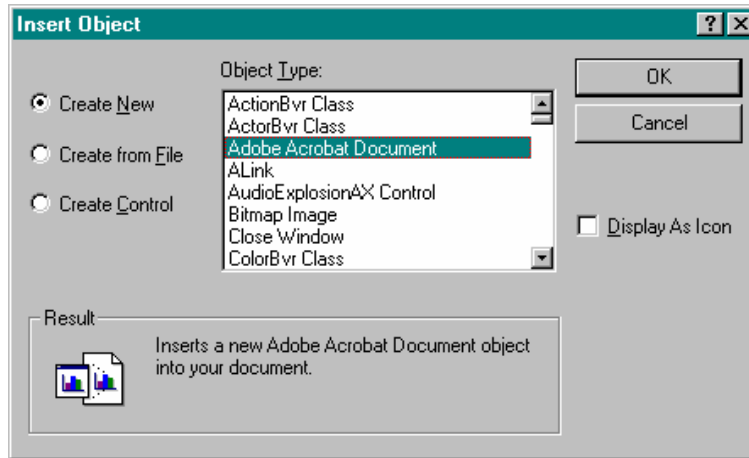 Insert Object
?
Object Type:
Create New
Create from File
Create Control
ActionBvr Class
ActorBvr Class
Adobe Acrobat Document
ALink
AudioExplosionAX Control
Bitmap Image
Close Window
ColorBvr Class
OK
Cancel
Display As Icon
Result
Inserts a new Adobe Acrobat Document object
into your document.